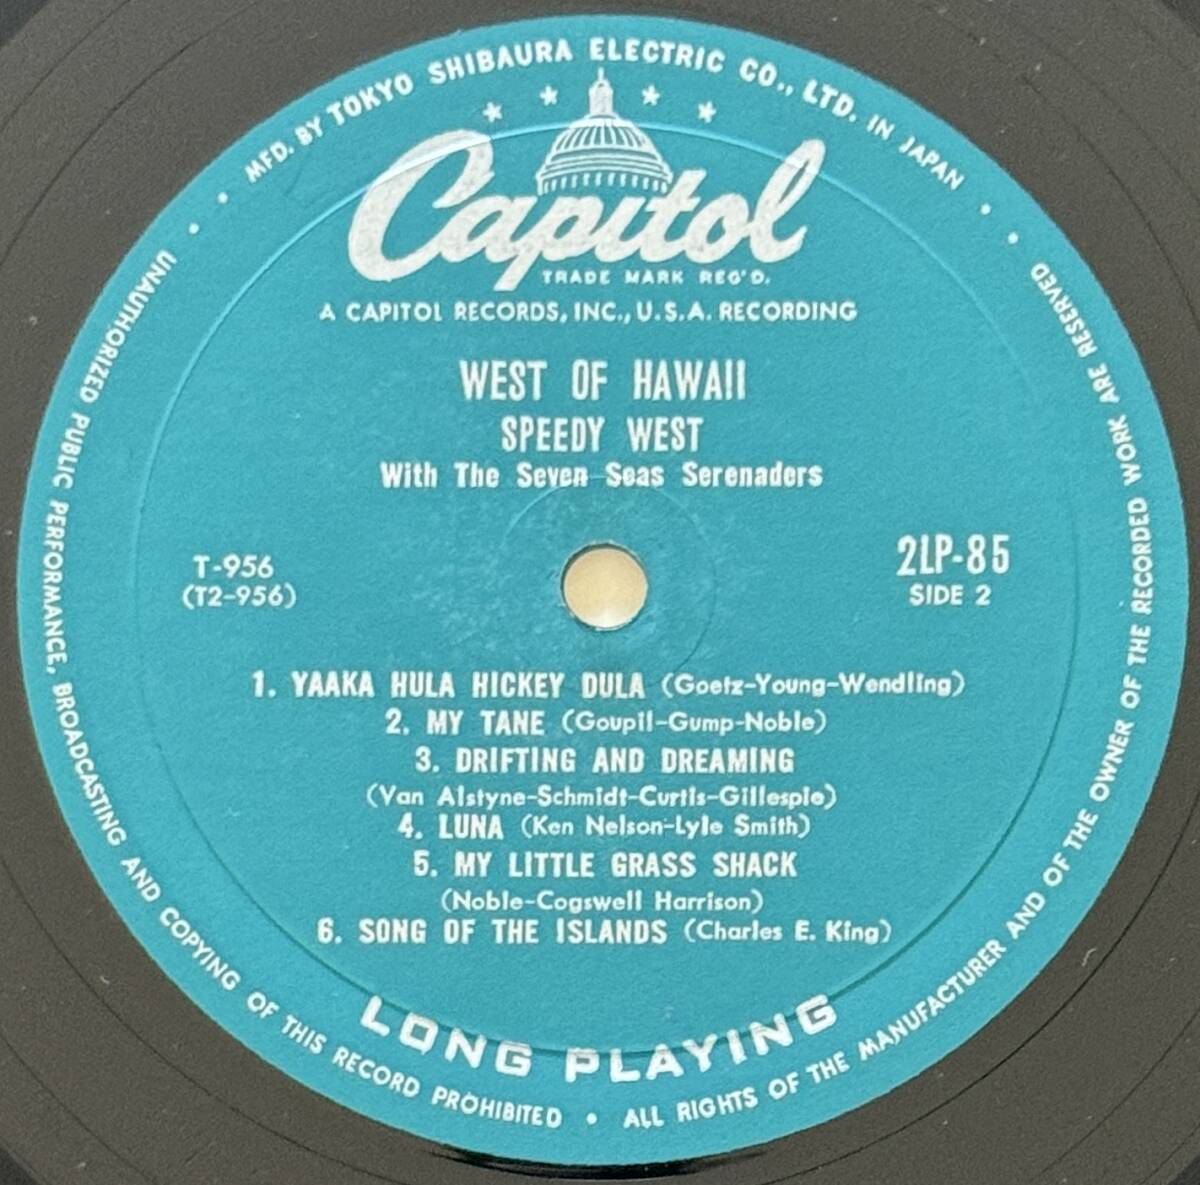 MFD. BY TOKYO SHIBAURA ELECTRIC CO., LTD. IN JAPAN
Capitol
TRADE MARK REG'D.
A CAPITOL RECORDS, INC., U.S.A. RECORDING
WEST OF HAWAII
SPEEDY WEST
With The Seven Seas Serenaders
T-956
(T2-956)
2LP-85
SIDE 2
1. YAAKA HULA HICKEY DULA (Goetz-Young-Wendling)
2. MY TANE (Goupil-Gump-Noble)
3. DRIFTING AND DREAMING
(Van Alstyne-Schmidt-Curtis-Gillespie)
4. LUNA (Ken Nelson-Lyle Smith)
5. MY LITTLE GRASS SHACK
(Noble-Cogswell Harrison)
6. SONG OF THE ISLANDS (Charles E. King)
LONG PLAYING
UNAUTHORIZED PUBLIC PERFORMANCE, BROADCASTING AND COPYING OF THIS RECORD PROHIBITED • ALL RIGHTS OF THE MANUFACTURER AND OF THE OWNER OF THE RECORDED WORK ARE RESERVED